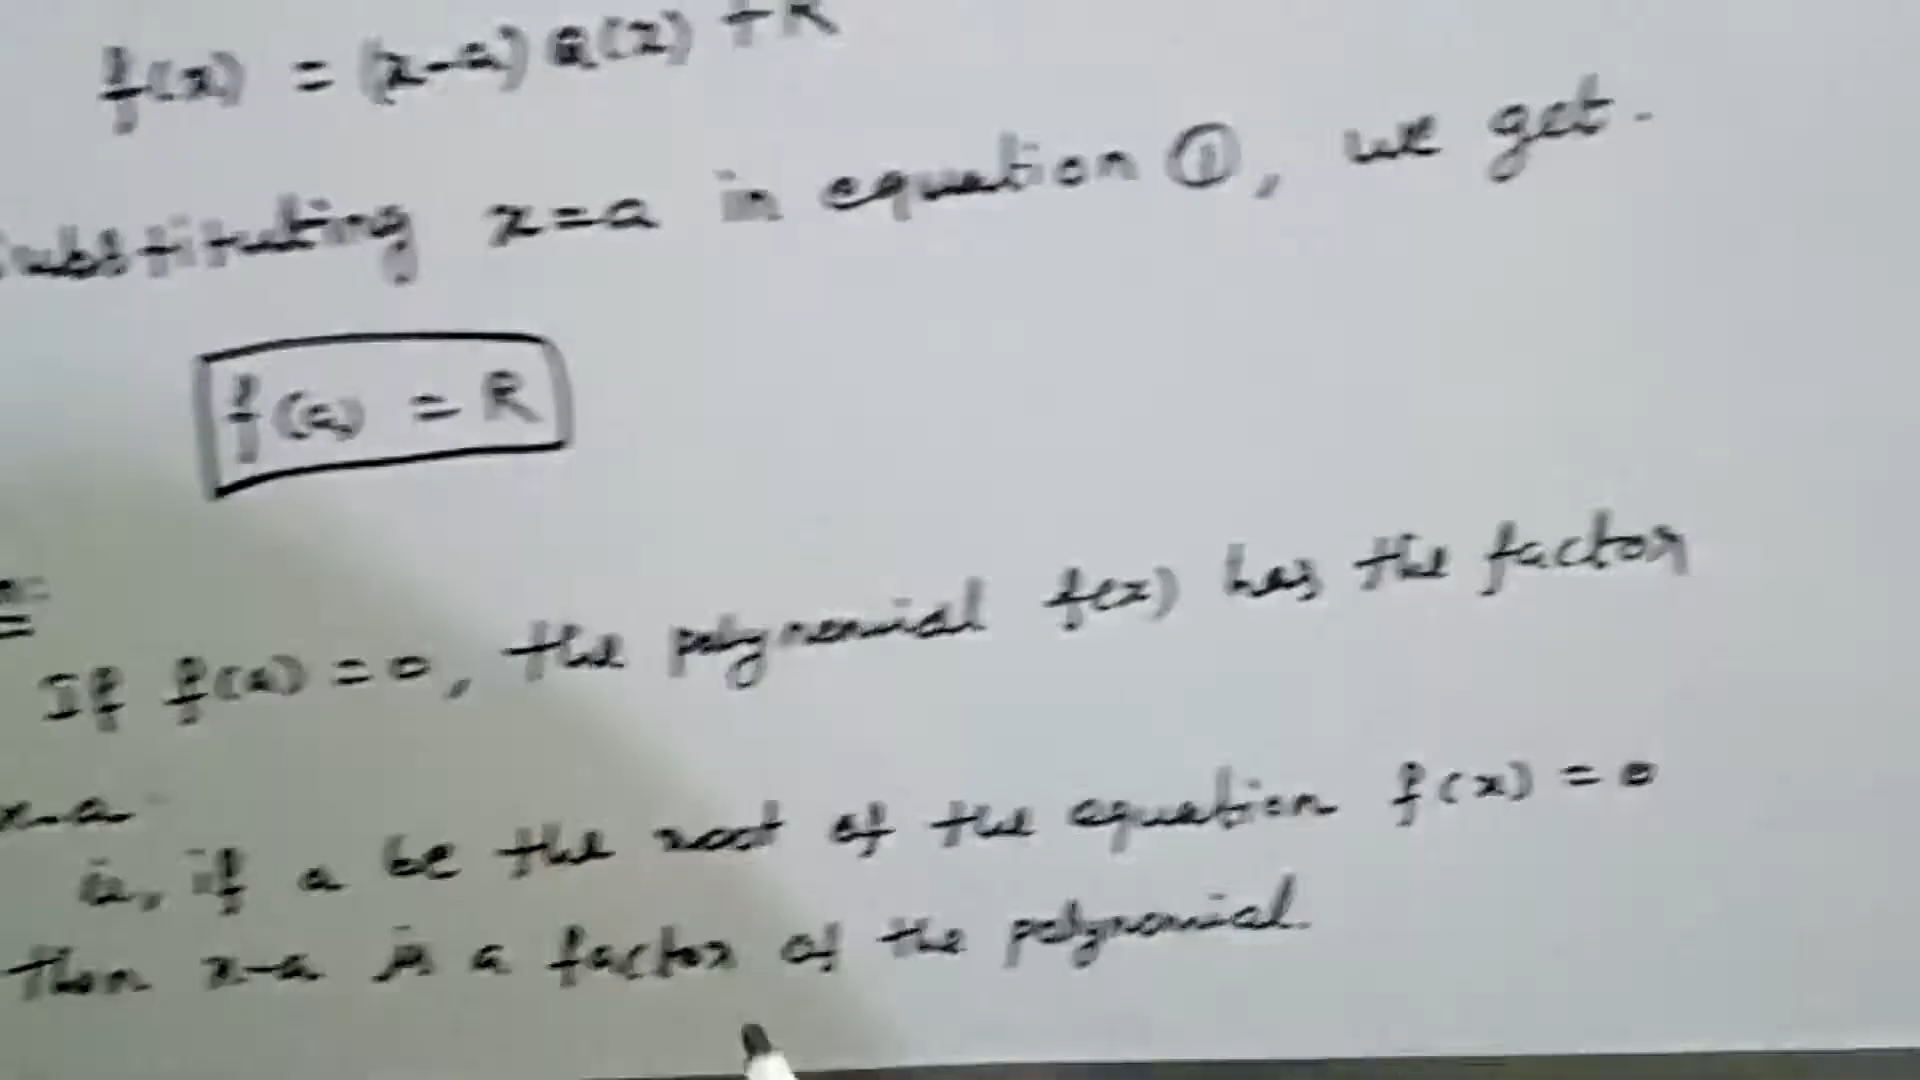 f(x) = (x-a) Q(x) + R
substituting x=a in equation ①, we get.
f(a) = R
If f(a) = 0, the polynomial f(x) has the factor
x-a
ie, if a be the root of the equation f(x) = 0
Then x-a is a factor of the polynomial.